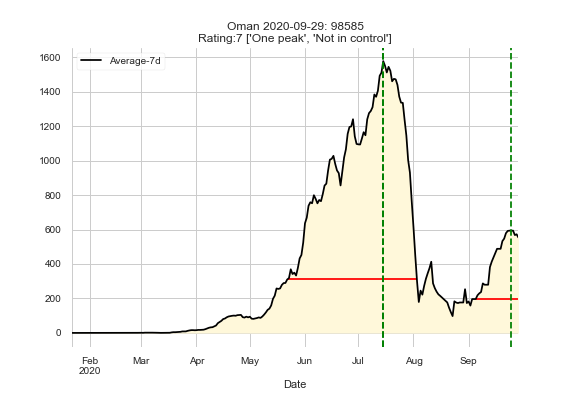 Oman 2020-09-29: 98585
Rating:7 ['One peak', 'Not in control']
Average-7d
1600
1400
1200
1000
800
600
400
200
0
Feb Mar Apr May Jun Jul Aug Sep
2020
Date